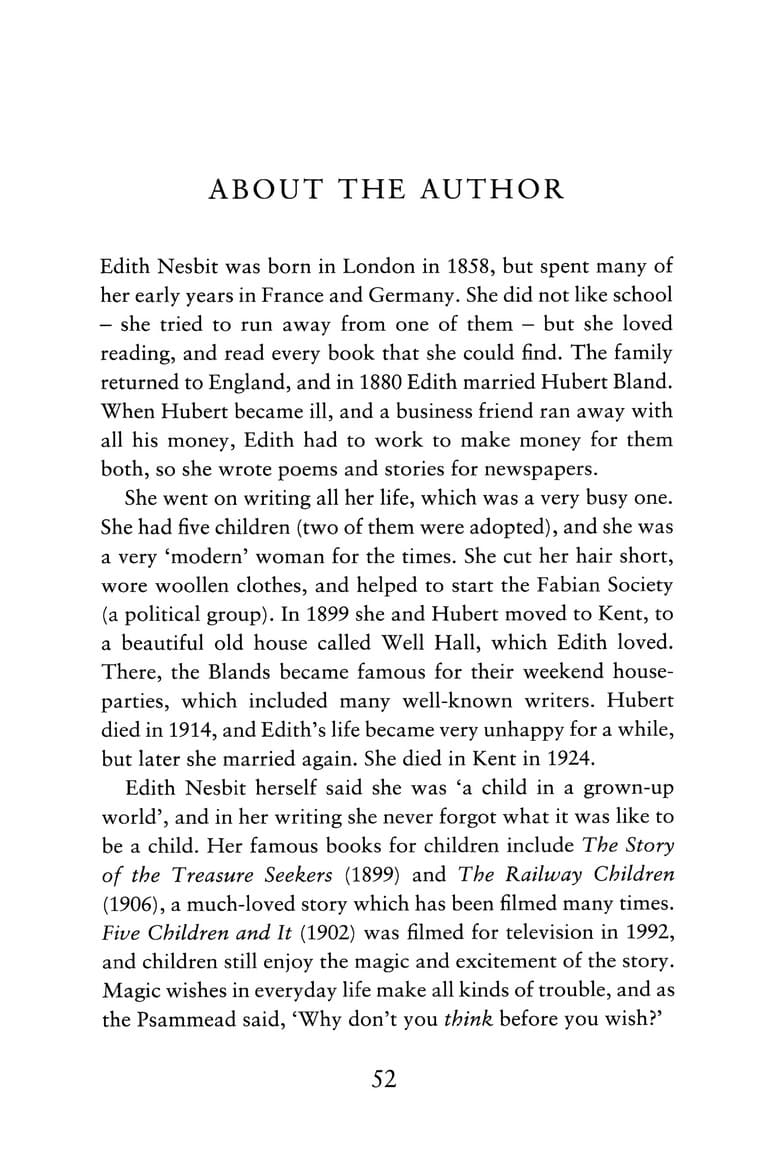 ABOUT THE AUTHOR
Edith Nesbit was born in London in 1858, but spent many of
her early years in France and Germany. She did not like school
– she tried to run away from one of them – but she loved
reading, and read every book that she could find. The family
returned to England, and in 1880 Edith married Hubert Bland.
When Hubert became ill, and a business friend ran away with
all his money, Edith had to work to make money for them
both, so she wrote poems and stories for newspapers.
She went on writing all her life, which was a very busy one.
She had five children (two of them were adopted), and she was
a very ‘modern’ woman for the times. She cut her hair short,
wore woollen clothes, and helped to start the Fabian Society
(a political group). In 1899 she and Hubert moved to Kent, to
a beautiful old house called Well Hall, which Edith loved.
There, the Blands became famous for their weekend house-
parties, which included many well-known writers. Hubert
died in 1914, and Edith’s life became very unhappy for a while,
but later she married again. She died in Kent in 1924.
Edith Nesbit herself said she was ‘a child in a grown-up
world’, and in her writing she never forgot what it was like to
be a child. Her famous books for children include The Story
of the Treasure Seekers (1899) and The Railway Children
(1906), a much-loved story which has been filmed many times.
Five Children and It (1902) was filmed for television in 1992,
and children still enjoy the magic and excitement of the story.
Magic wishes in everyday life make all kinds of trouble, and as
the Psammead said, ‘Why don’t you think before you wish?’
52